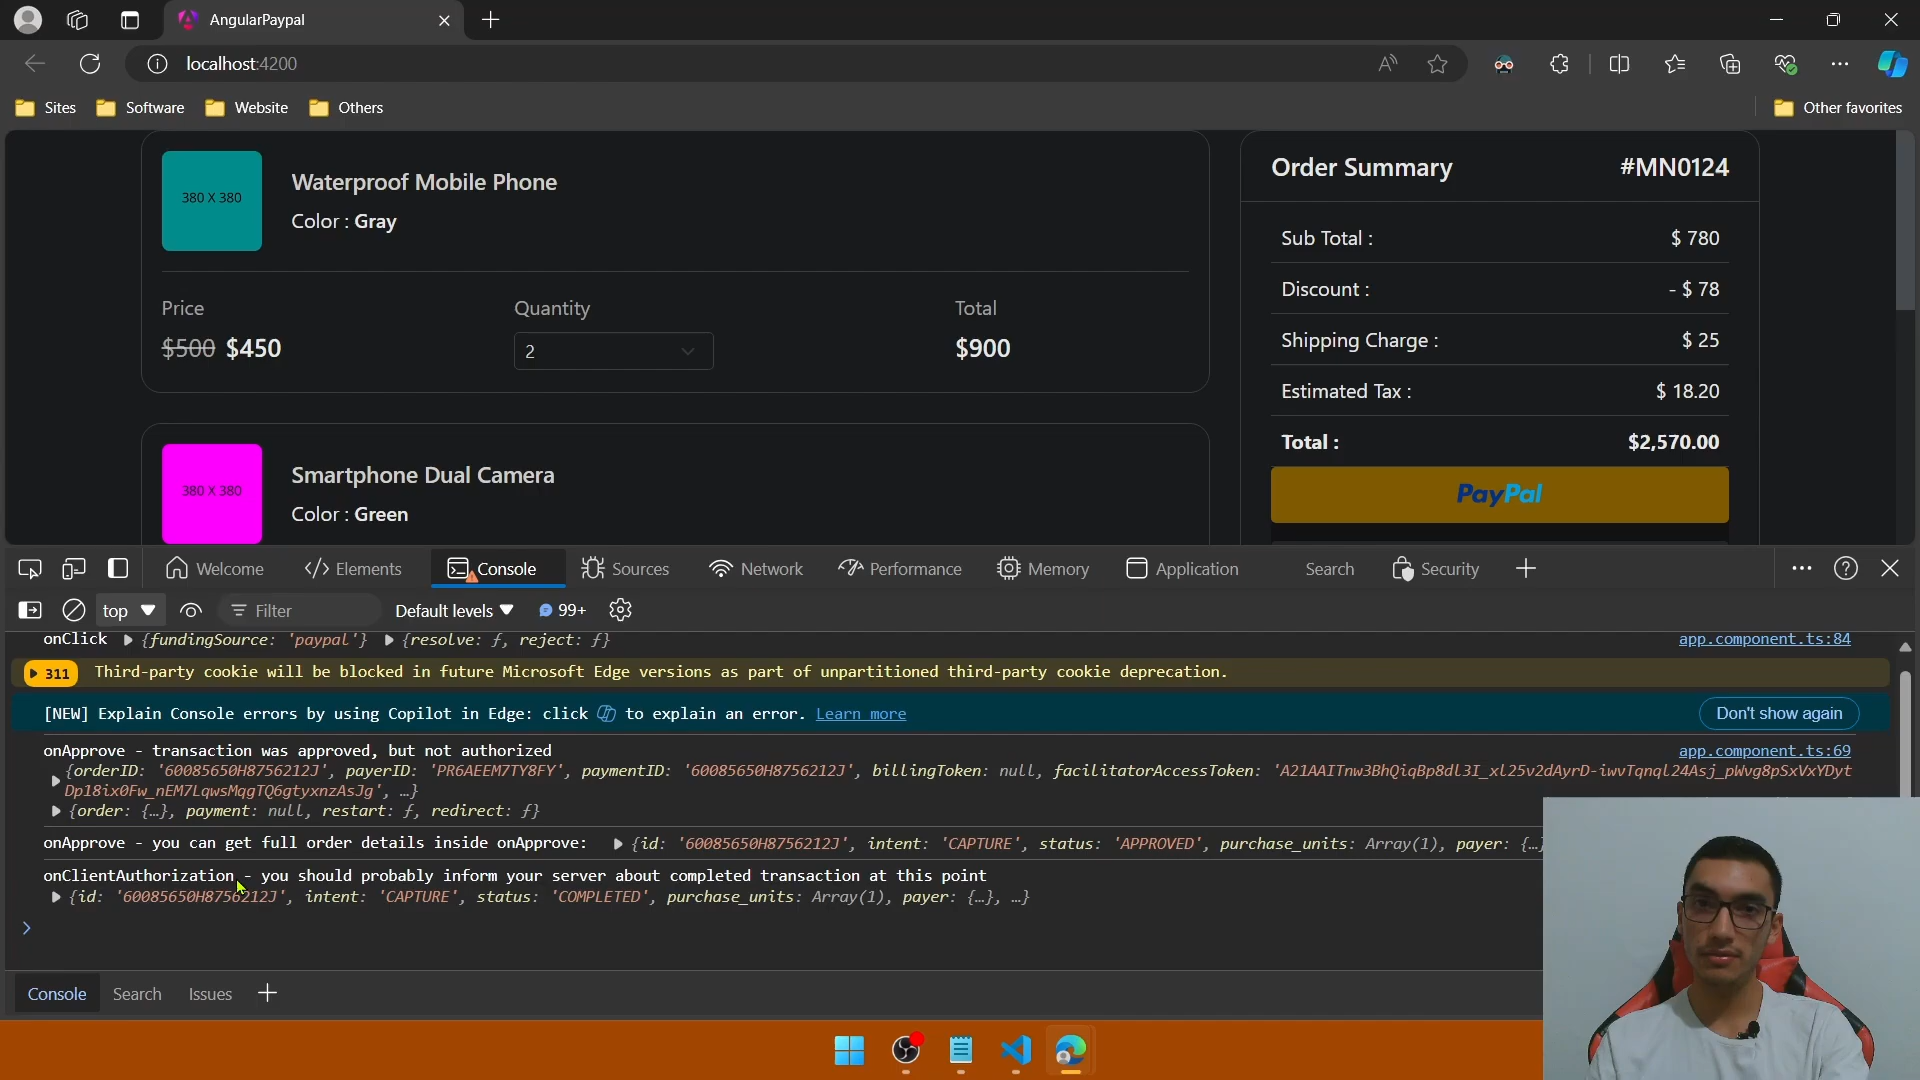 AngularPaypal
localhost:4200
Sites Software Website Others Other favorites
380 X 380
Waterproof Mobile Phone
Color : Gray
Price Quantity Total
$500 $450 2 $900
380 X 380
Smartphone Dual Camera
Color : Green
Order Summary #MN0124
Sub Total : $ 780
Discount : - $ 78
Shipping Charge : $ 25
Estimated Tax : $ 18.20
Total : $2,570.00
PayPal
Welcome </> Elements Console Sources Network Performance Memory Application Search Security
top Filter Default levels 99+
onClick {fundingSource: 'paypal'} {resolve: ƒ, reject: ƒ} app.component.ts:84
311 Third-party cookie will be blocked in future Microsoft Edge versions as part of unpartitioned third-party cookie deprecation.
[NEW] Explain Console errors by using Copilot in Edge: click to explain an error. Learn more Don't show again
onApprove - transaction was approved, but not authorized app.component.ts:69
{orderID: '60085650H8756212J', payerID: 'PR6AEEM7TY8FY', paymentID: '60085650H8756212J', billingToken: null, facilitatorAccessToken: 'A21AAITnw3BhQiqBp8dl3I_xl25v2dAyrD-iwvTqnql24Asj_pWvg8pSxVxYDyt
Dp18ix0Fw_nEM7LqwsMqgTQ6gtyxnzAsJg', …}
{order: {…}, payment: null, restart: ƒ, redirect: ƒ}
onApprove - you can get full order details inside onApprove: {id: '60085650H8756212J', intent: 'CAPTURE', status: 'APPROVED', purchase_units: Array(1), payer: {…}
onClientAuthorization - you should probably inform your server about completed transaction at this point
{id: '60085650H8756212J', intent: 'CAPTURE', status: 'COMPLETED', purchase_units: Array(1), payer: {…}, …}
Console Search Issues